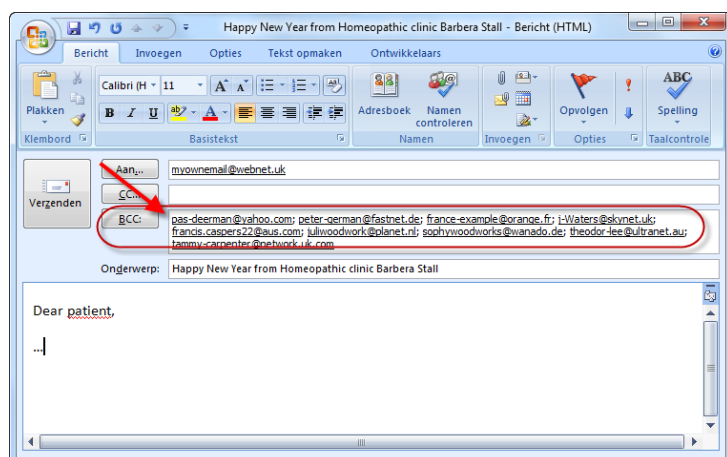 Happy New Year from Homeopathic clinic Barbera Stall - Bericht (HTML)
Bericht Invoegen Opties Tekst opmaken Ontwikkelaars
Plakken
Calibri (H 11
B I U
Adresboek
Namen controleren
Opvolgen
ABC
Spelling
Klembord Basistekst Namen Invoegen Opties Taalcontrole
Verzenden
Aan... myownemail@webnet.uk
CC...
BCC: pas-deerman@yahoo.com; peter-german@fastnet.de; france-example@orange.fr; i-Waters@skynet.uk;
francis.caspers22@aus.com; juliwoodwork@planet.nl; sophywoodworks@wanado.de; theodor-lee@ultranet.au;
tammy-carpenter@network.uk.com
Onderwerp: Happy New Year from Homeopathic clinic Barbera Stall
Dear patient,
...